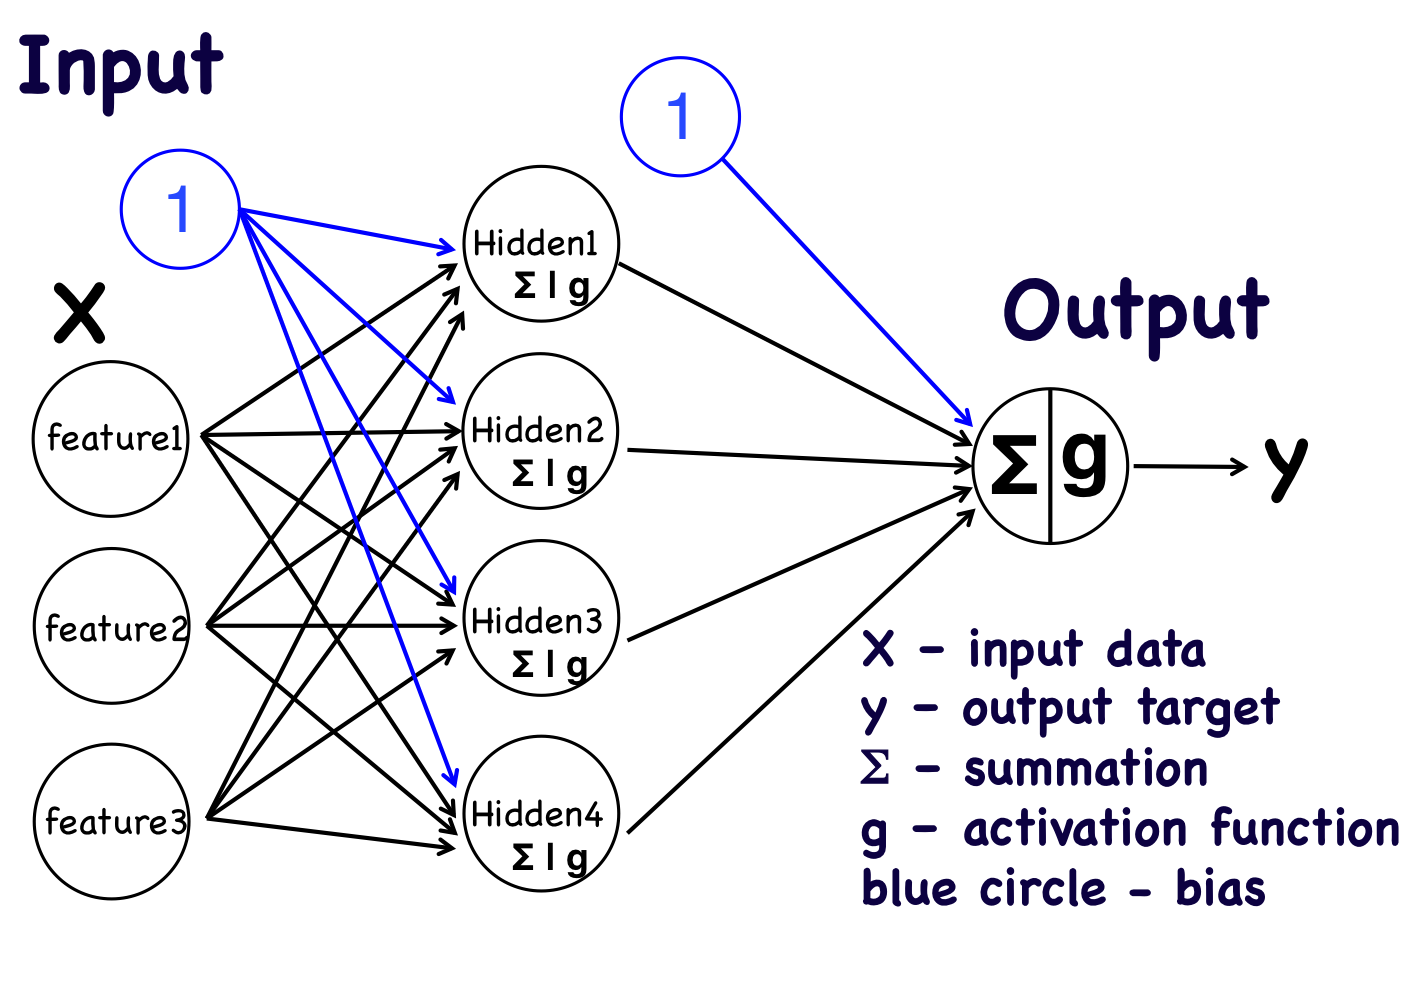 Input
1
1
X
Hidden1
Σ | g
feature1
Hidden2
Σ | g
feature2
Hidden3
Σ | g
feature3
Hidden4
Σ | g
Output
Σ g
y
X - input data
y - output target
Σ - summation
g - activation function
blue circle - bias